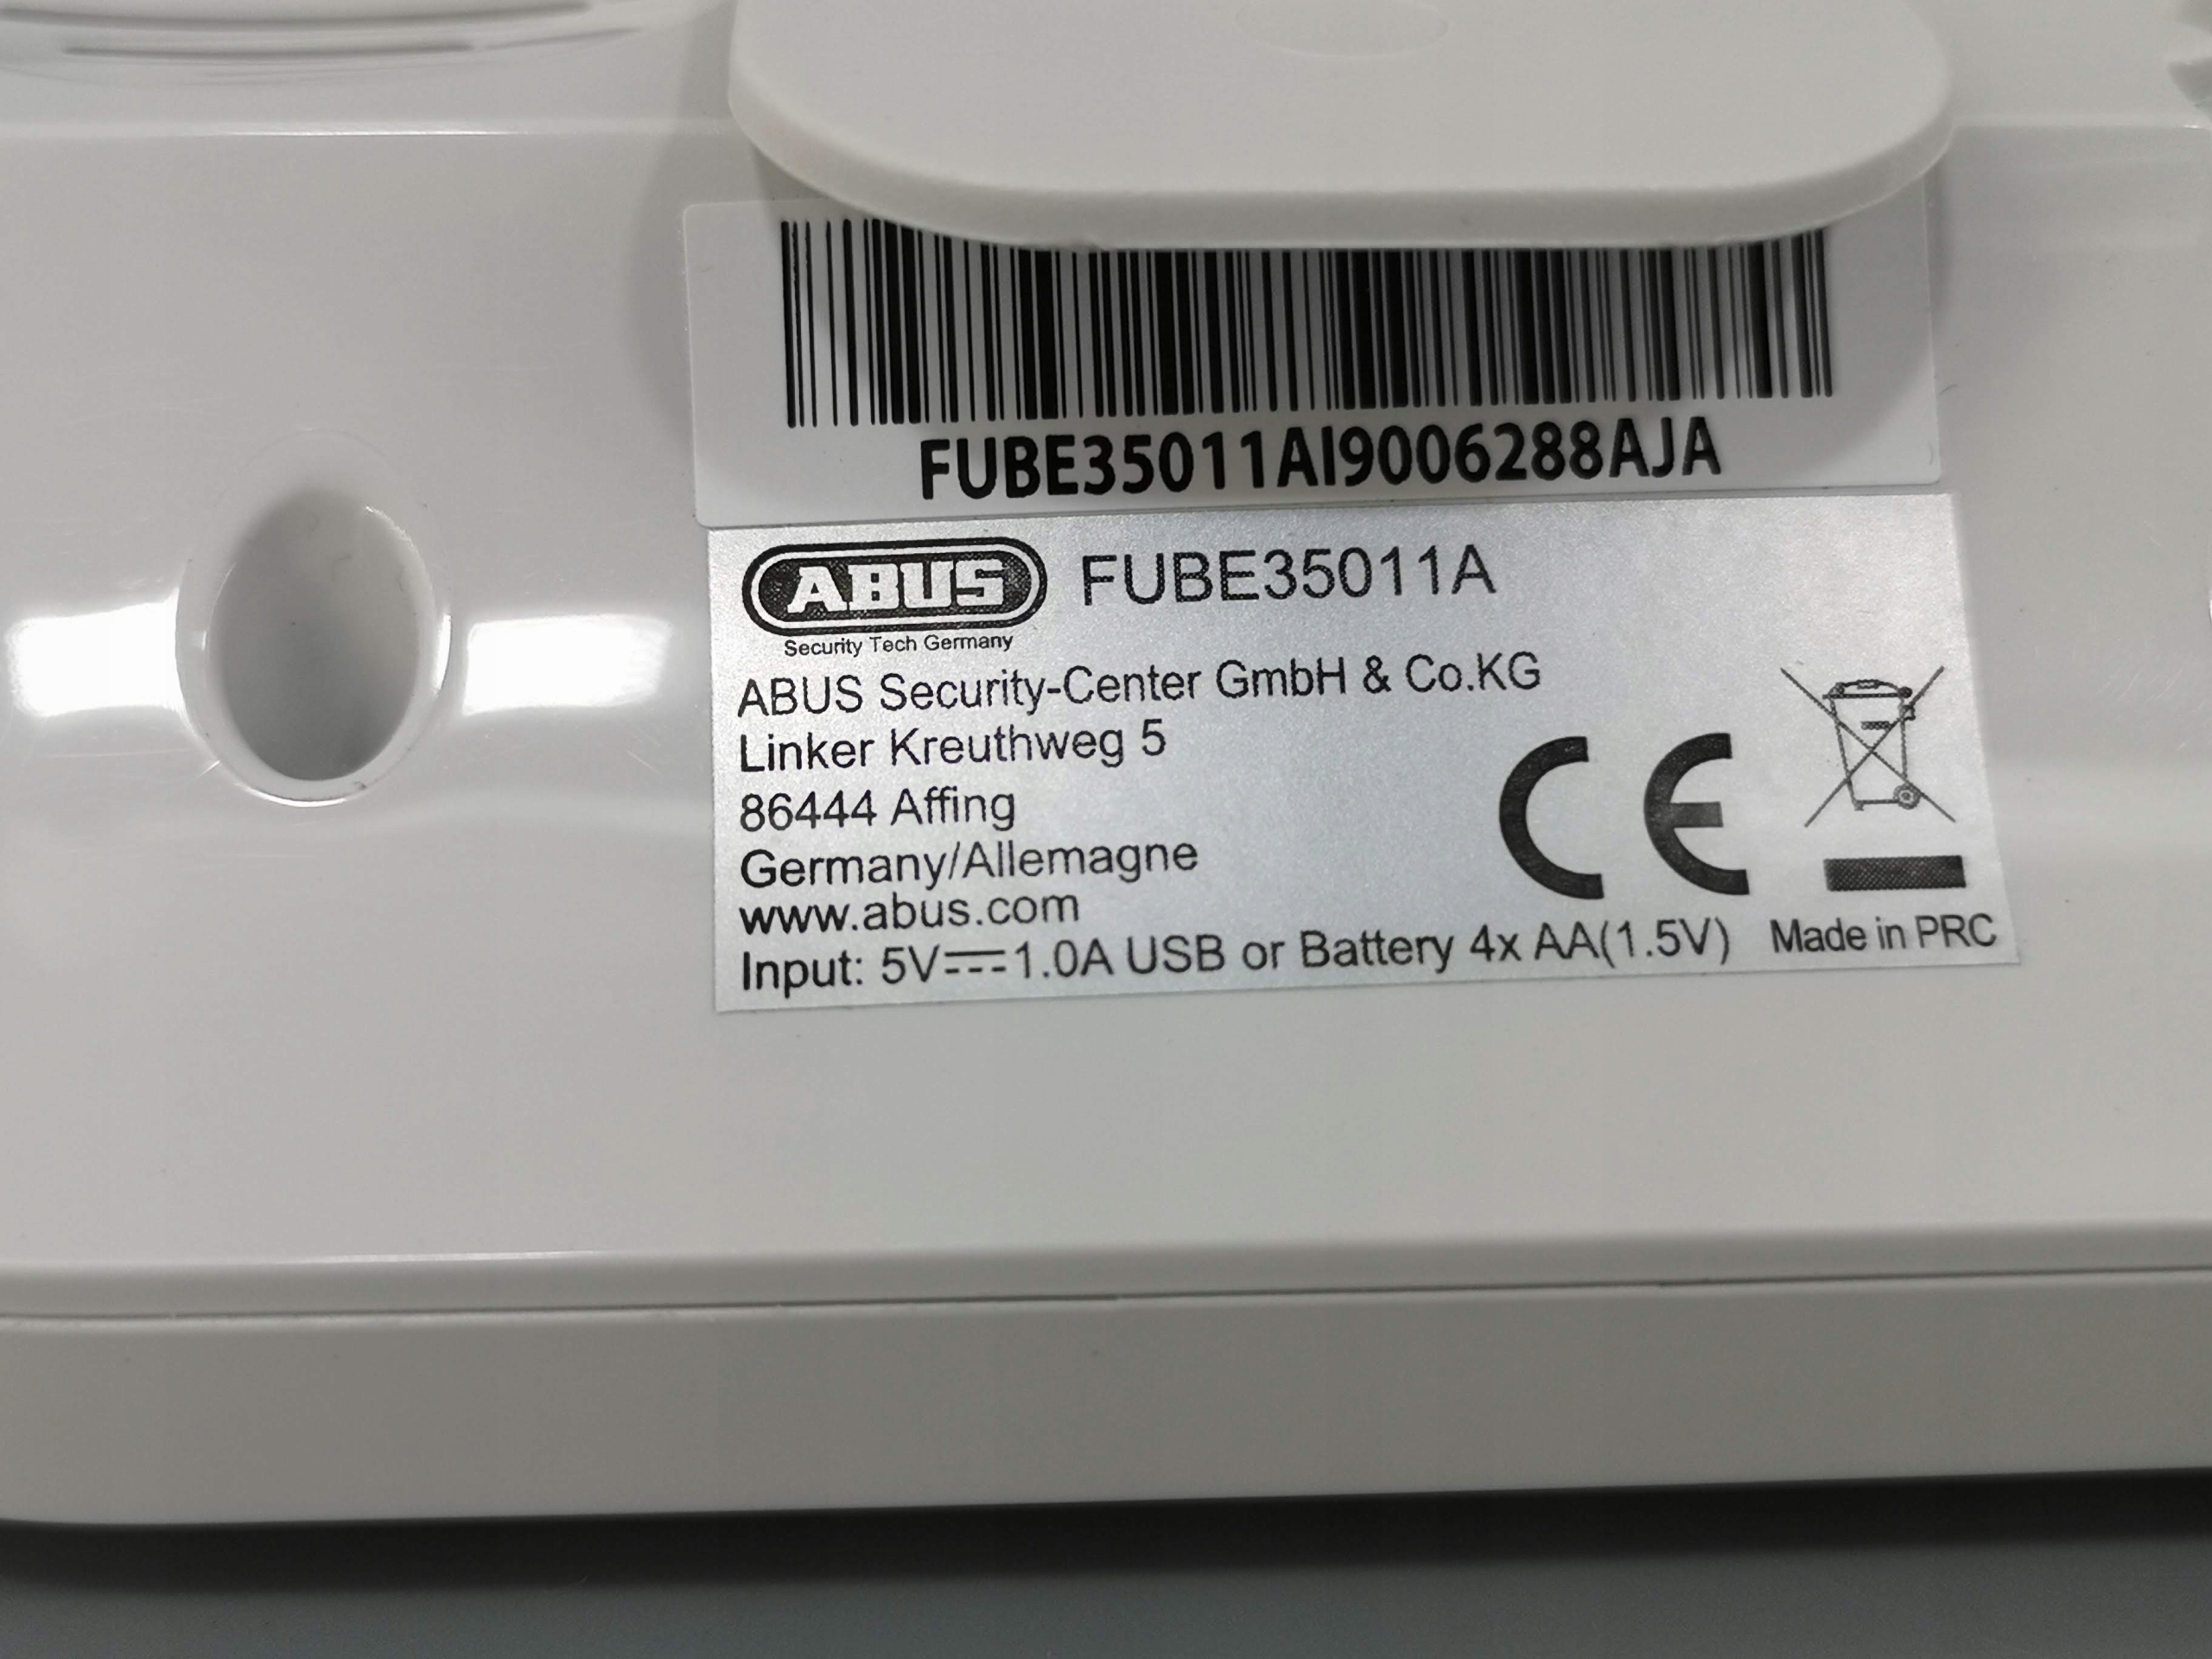 FUBE35011AI9006288AJA
ABUS FUBE35011A
Security Tech Germany
ABUS Security-Center GmbH & Co.KG
Linker Kreuthweg 5
86444 Affing
Germany/Allemagne
www.abus.com
CE
Input: 5V⎓1.0A USB or Battery 4x AA(1.5V) Made in PRC